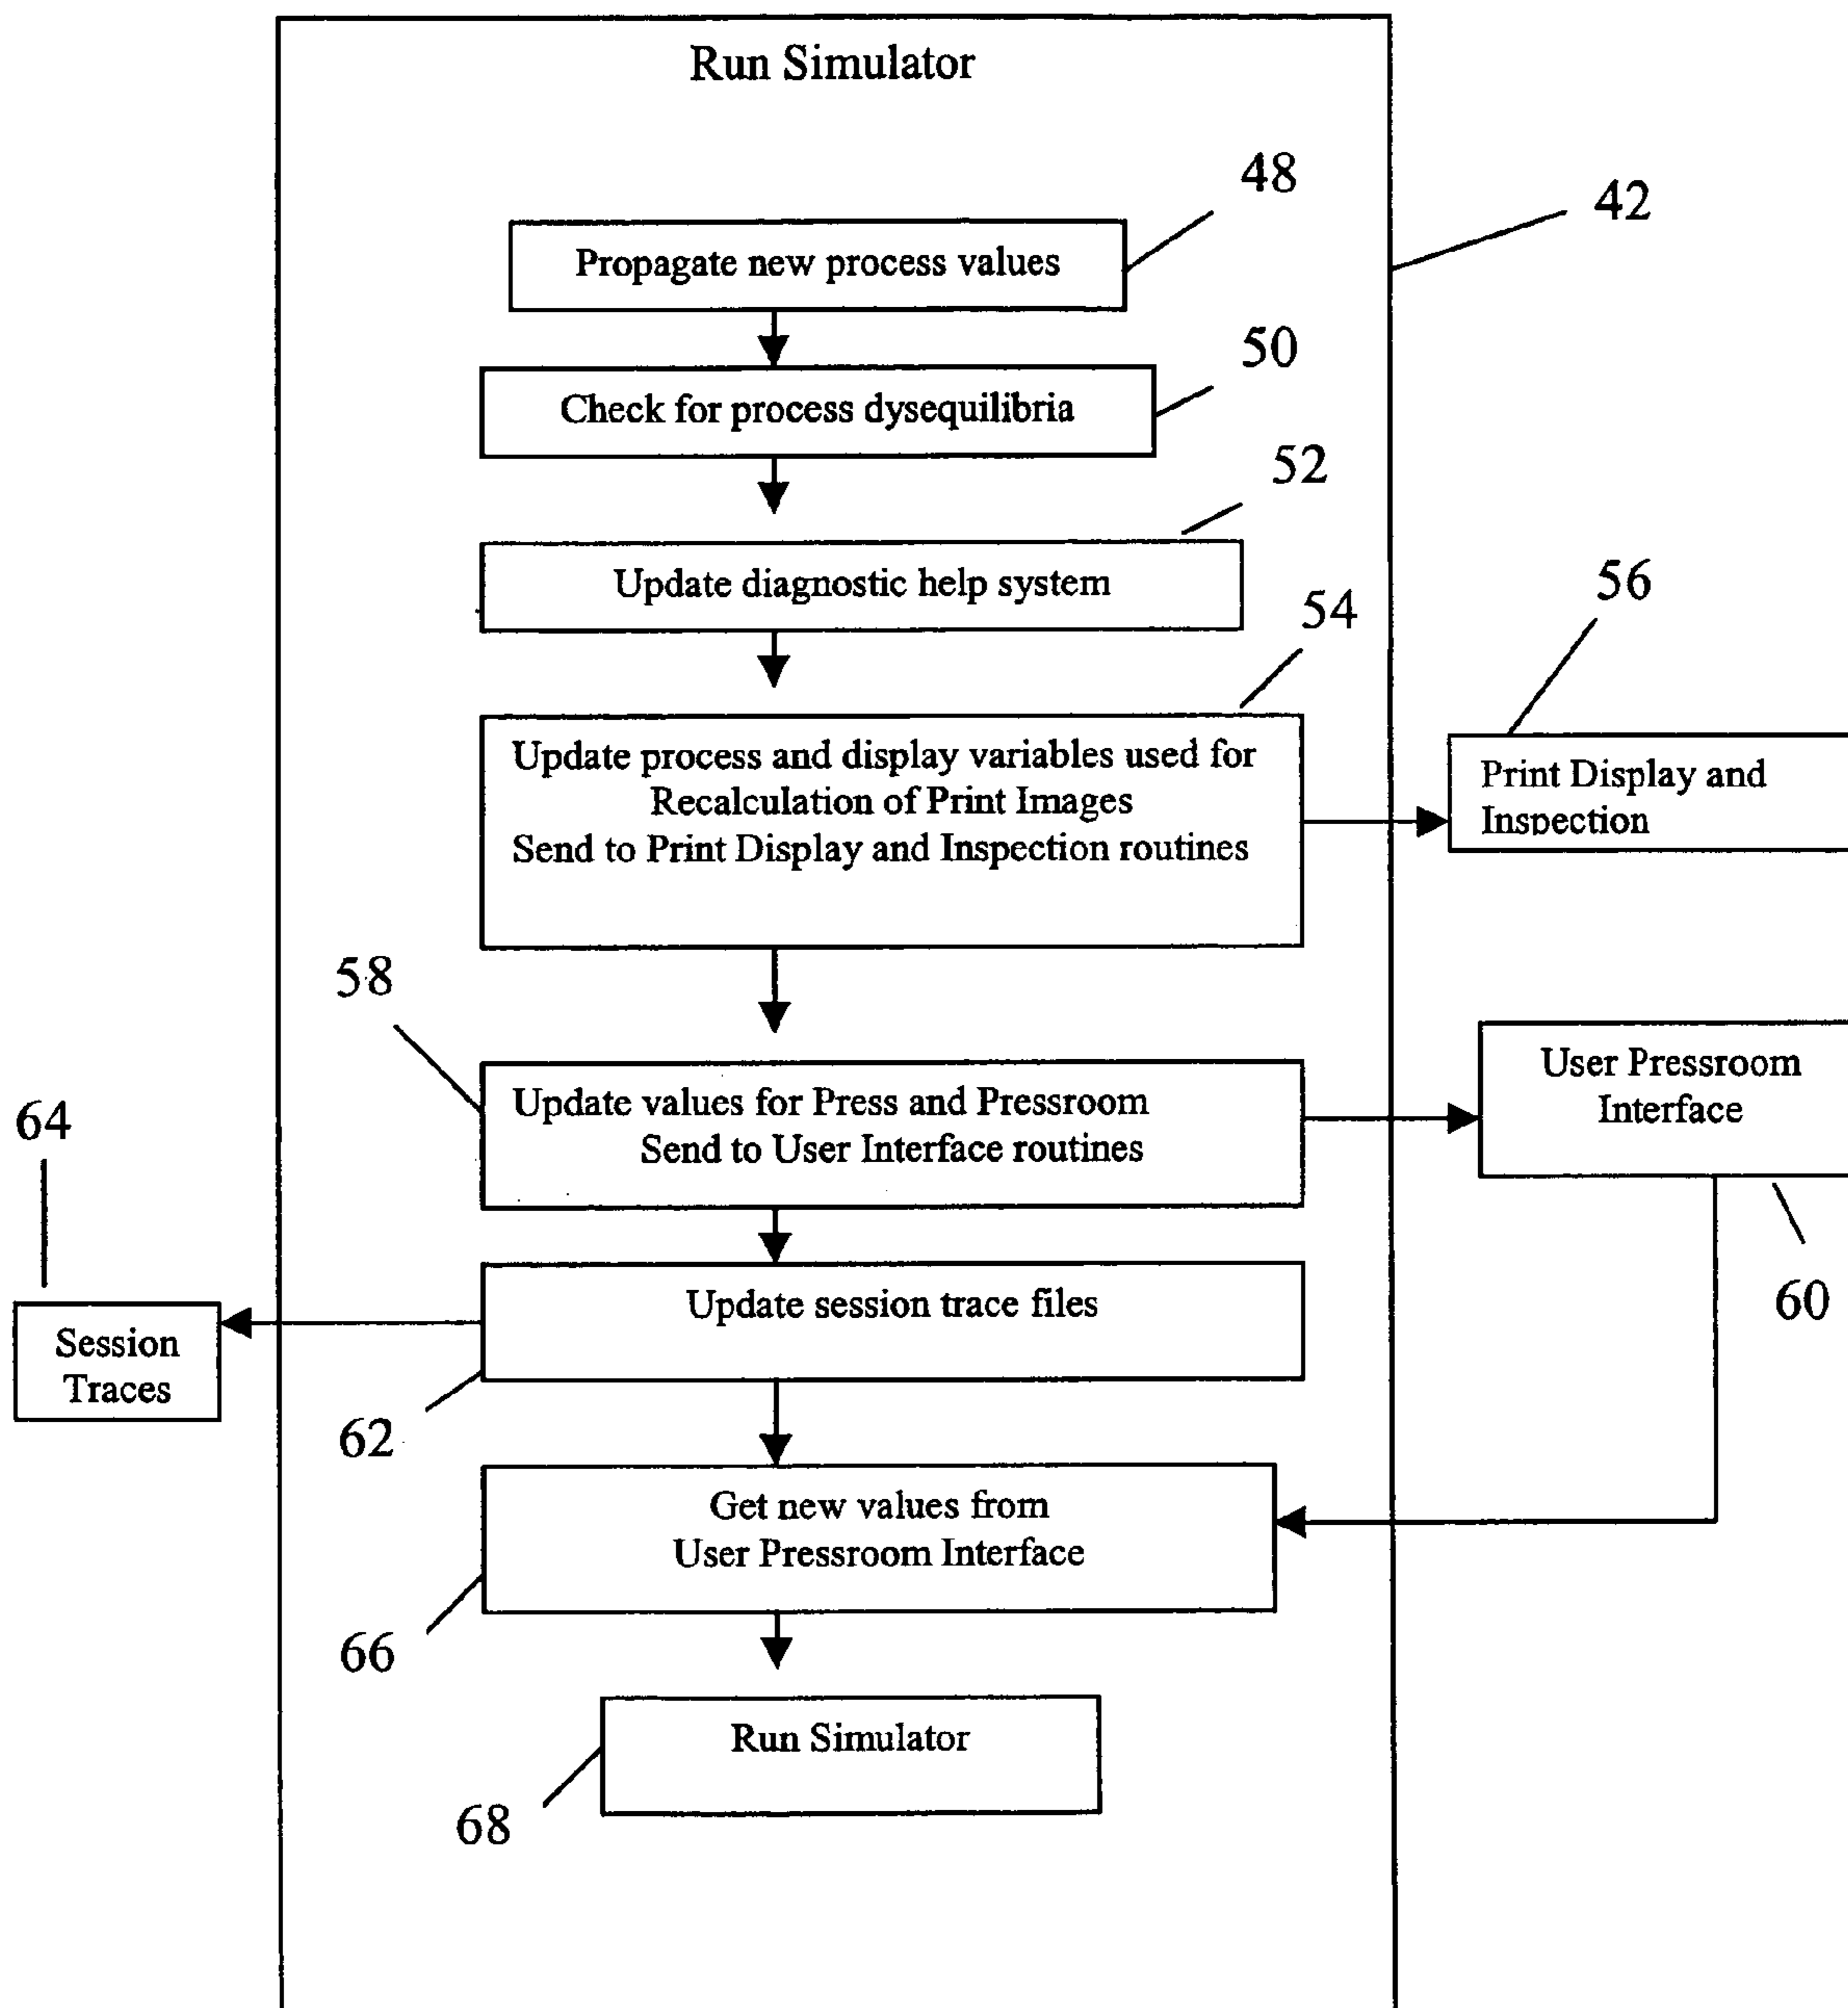 Run Simulator
48
42
Propagate new process values
50
Check for process dysequilibria
52
Update diagnostic help system
54
56
Update process and display variables used for
Recalculation of Print Images
Send to Print Display and Inspection routines
Print Display and
Inspection
58
Update values for Press and Pressroom
Send to User Interface routines
User Pressroom
Interface
64
60
Update session trace files
Session
Traces
62
Get new values from
User Pressroom Interface
66
Run Simulator
68